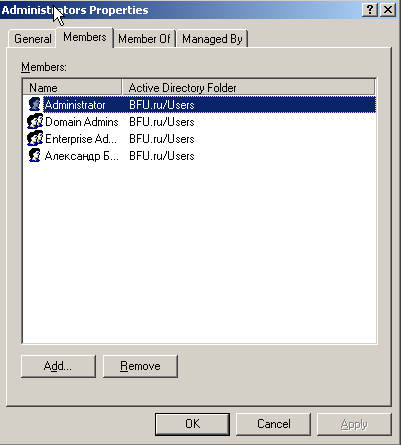 Administrators Properties
General Members Member Of Managed By
Members:
Name Active Directory Folder
Administrator BFU.ru/Users
Domain Admins BFU.ru/Users
Enterprise Ad... BFU.ru/Users
Александр Б... BFU.ru/Users
Add... Remove
OK Cancel Apply